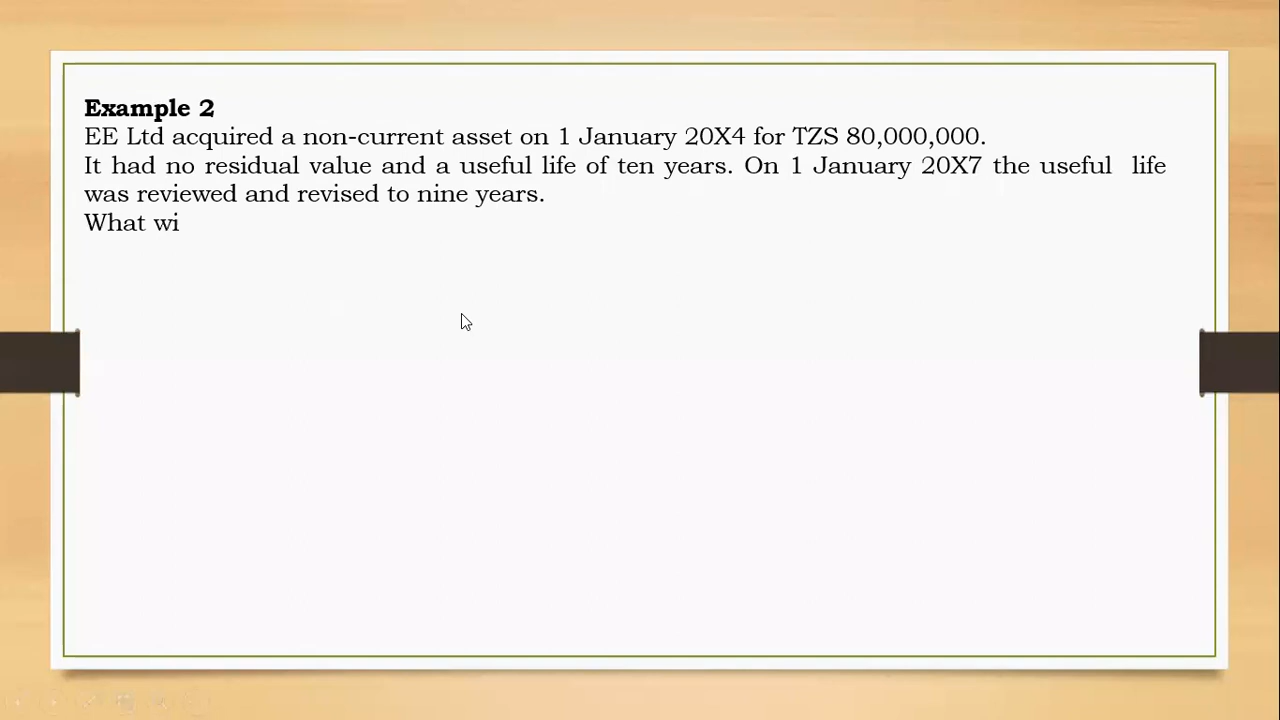 Example 2
EE Ltd acquired a non-current asset on 1 January 20X4 for TZS 80,000,000.
It had no residual value and a useful life of ten years. On 1 January 20X7 the useful life
was reviewed and revised to nine years.
What wi